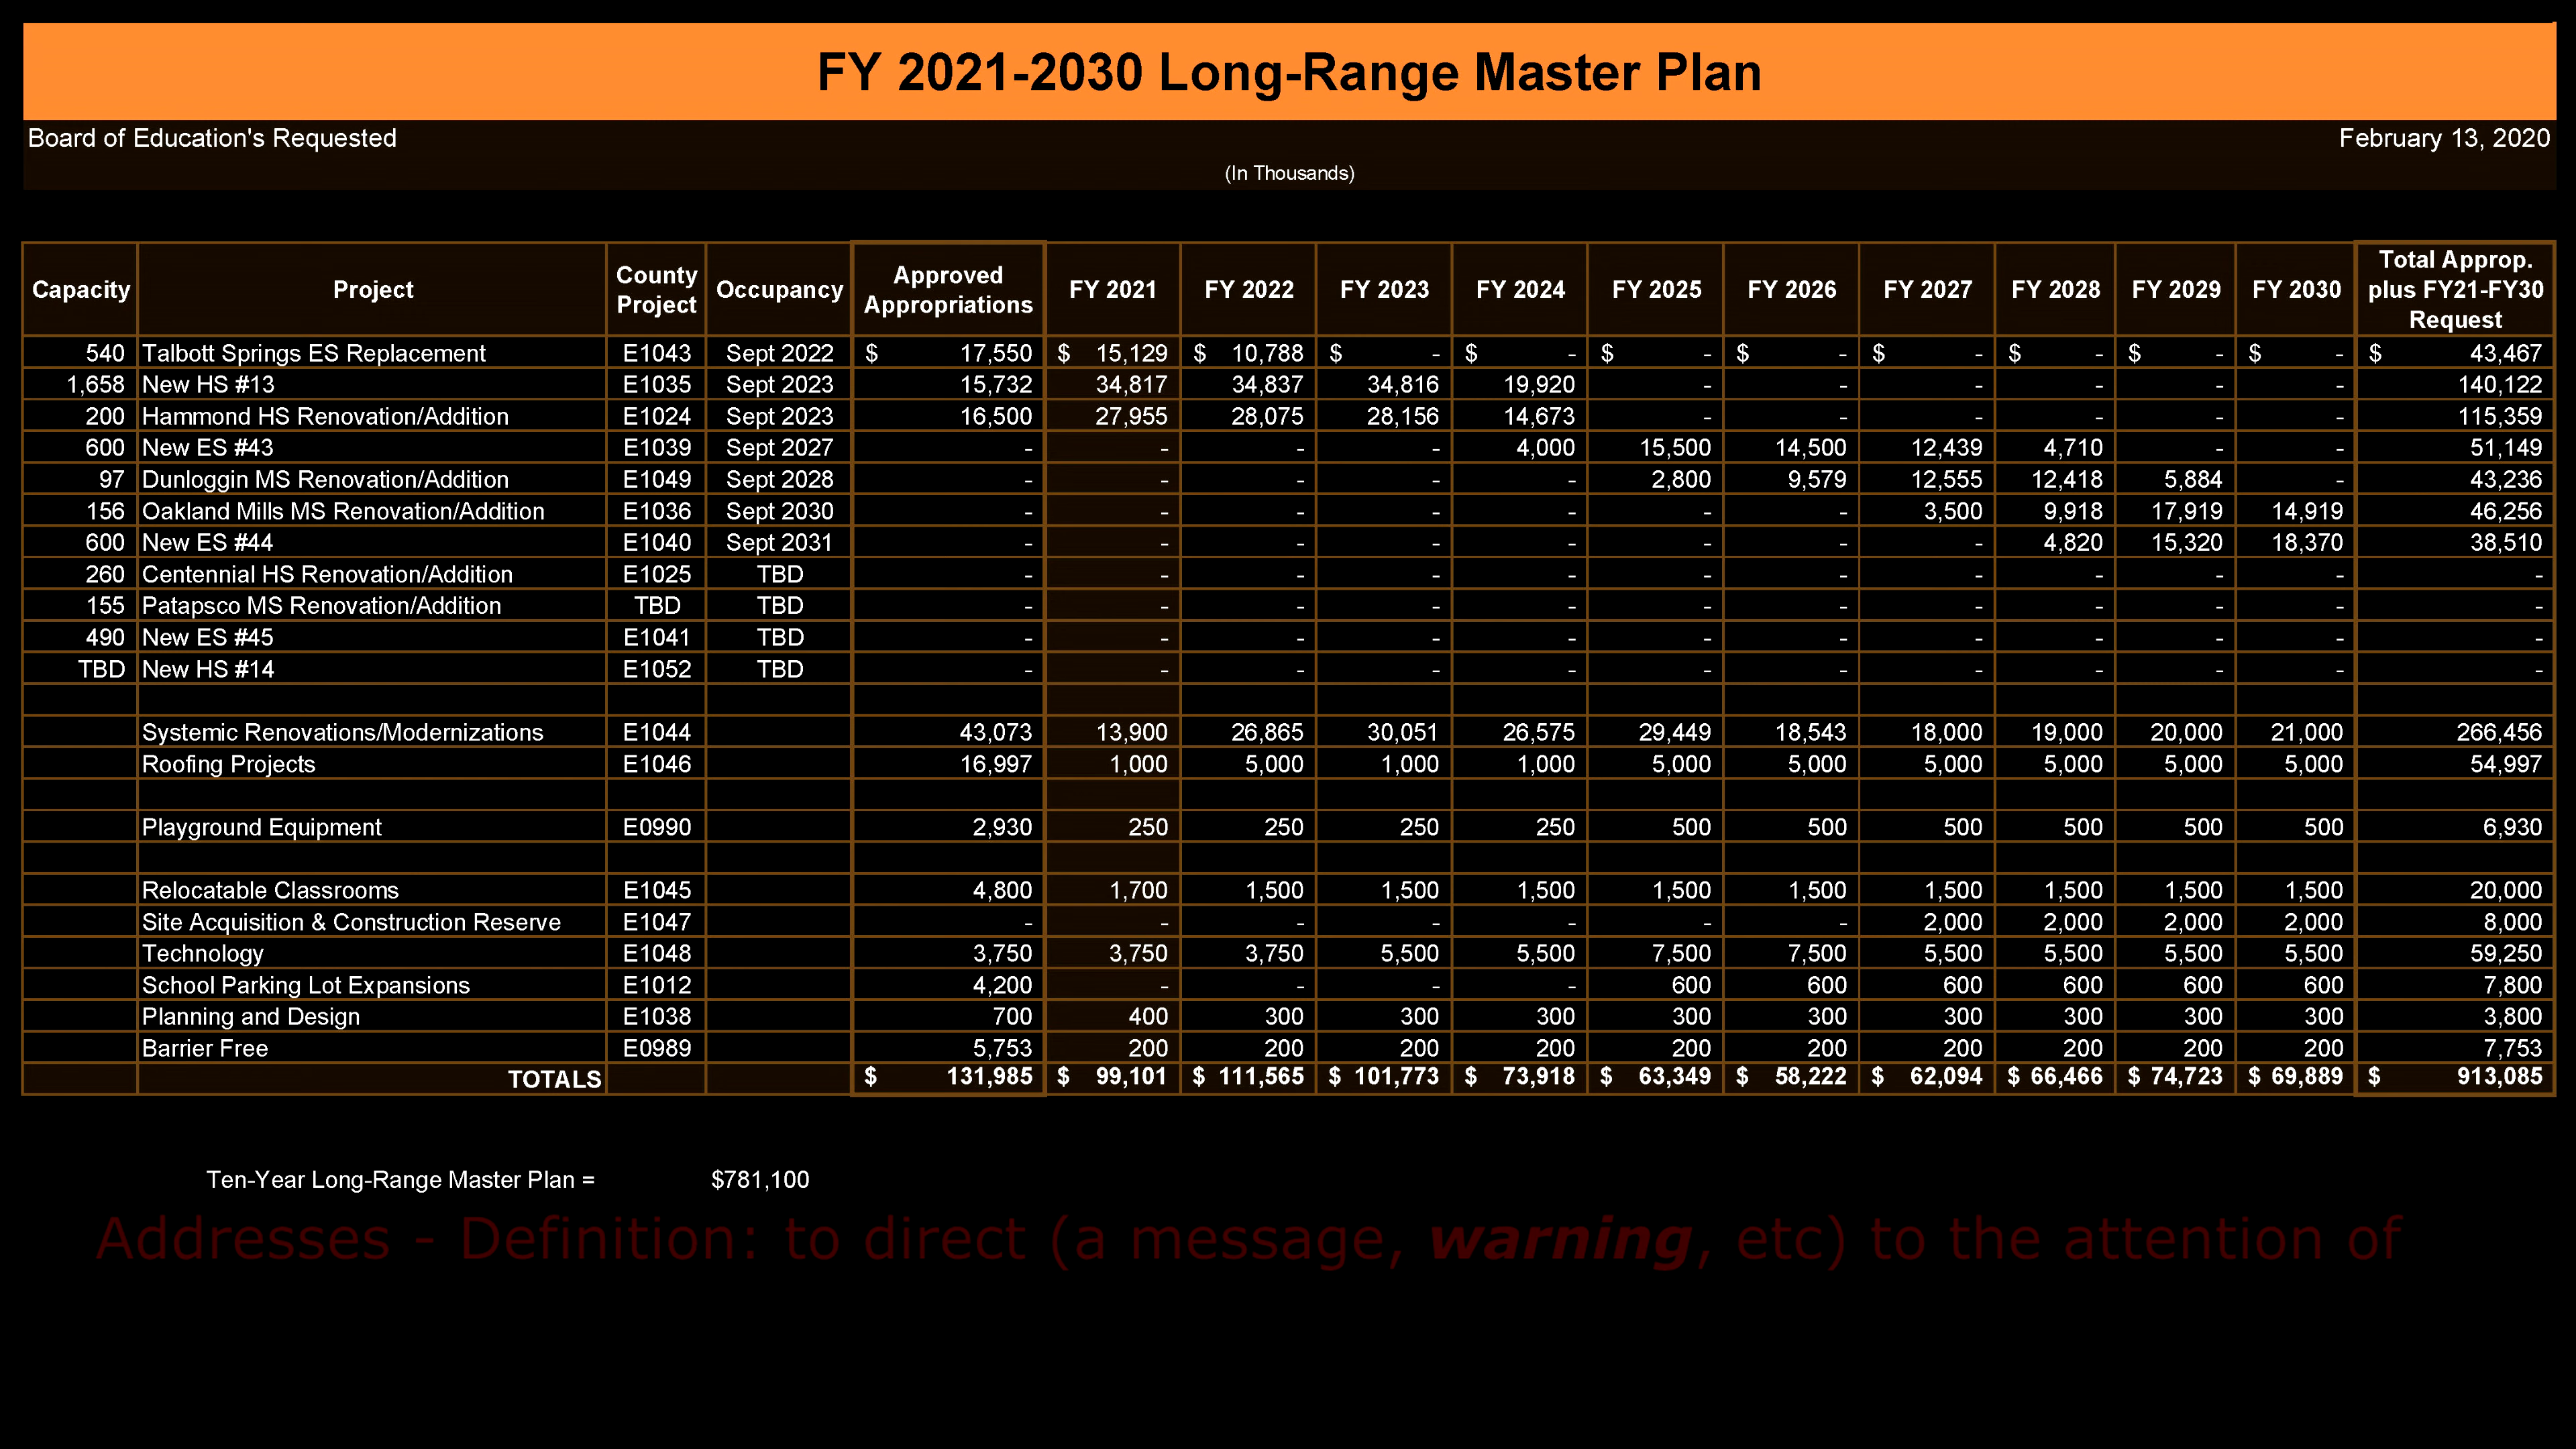 FY 2021-2030 Long-Range Master Plan
Board of Education's Requested February 13, 2020
(In Thousands)
Capacity Project County Project Occupancy Approved Appropriations FY 2021 FY 2022 FY 2023 FY 2024 FY 2025 FY 2026 FY 2027 FY 2028 FY 2029 FY 2030 Total Approp. plus FY21-FY30 Request
540 Talbott Springs ES Replacement E1043 Sept 2022 $ 17,550 $ 15,129 $ 10,788 $ - $ - $ - $ - $ - $ - $ - $ - $ 43,467
1,658 New HS #13 E1035 Sept 2023 15,732 34,817 34,837 34,816 19,920 - - - - - - 140,122
200 Hammond HS Renovation/Addition E1024 Sept 2023 16,500 27,955 28,075 28,156 14,673 - - - - - - 115,359
600 New ES #43 E1039 Sept 2027 - - - - 4,000 15,500 14,500 12,439 4,710 - - 51,149
97 Dunloggin MS Renovation/Addition E1049 Sept 2028 - - - - - 2,800 9,579 12,555 12,418 5,884 - 43,236
156 Oakland Mills MS Renovation/Addition E1036 Sept 2030 - - - - - - - 3,500 9,918 17,919 14,919 46,256
600 New ES #44 E1040 Sept 2031 - - - - - - - - 4,820 15,320 18,370 38,510
260 Centennial HS Renovation/Addition E1025 TBD - - - - - - - - - - - -
155 Patapsco MS Renovation/Addition TBD TBD - - - - - - - - - - - -
490 New ES #45 E1041 TBD - - - - - - - - - - - -
TBD New HS #14 E1052 TBD - - - - - - - - - - - -
Systemic Renovations/Modernizations E1044 43,073 13,900 26,865 30,051 26,575 29,449 18,543 18,000 19,000 20,000 21,000 266,456
Roofing Projects E1046 16,997 1,000 5,000 1,000 1,000 5,000 5,000 5,000 5,000 5,000 5,000 54,997
Playground Equipment E0990 2,930 250 250 250 250 500 500 500 500 500 500 6,930
Relocatable Classrooms E1045 4,800 1,700 1,500 1,500 1,500 1,500 1,500 1,500 1,500 1,500 1,500 20,000
Site Acquisition & Construction Reserve E1047 - - - - - - - 2,000 2,000 2,000 2,000 8,000
Technology E1048 3,750 3,750 3,750 5,500 5,500 7,500 7,500 5,500 5,500 5,500 5,500 59,250
School Parking Lot Expansions E1012 4,200 - - - - 600 600 600 600 600 600 7,800
Planning and Design E1038 700 400 300 300 300 300 300 300 300 300 300 3,800
Barrier Free E0989 5,753 200 200 200 200 200 200 200 200 200 200 7,753
TOTALS $ 131,985 $ 99,101 $ 111,565 $ 101,773 $ 73,918 $ 63,349 $ 58,222 $ 62,094 $ 66,466 $ 74,723 $ 69,889 $ 913,085
Ten-Year Long-Range Master Plan = $781,100
Addresses - Definition: to direct (a message, warning, etc) to the attention of